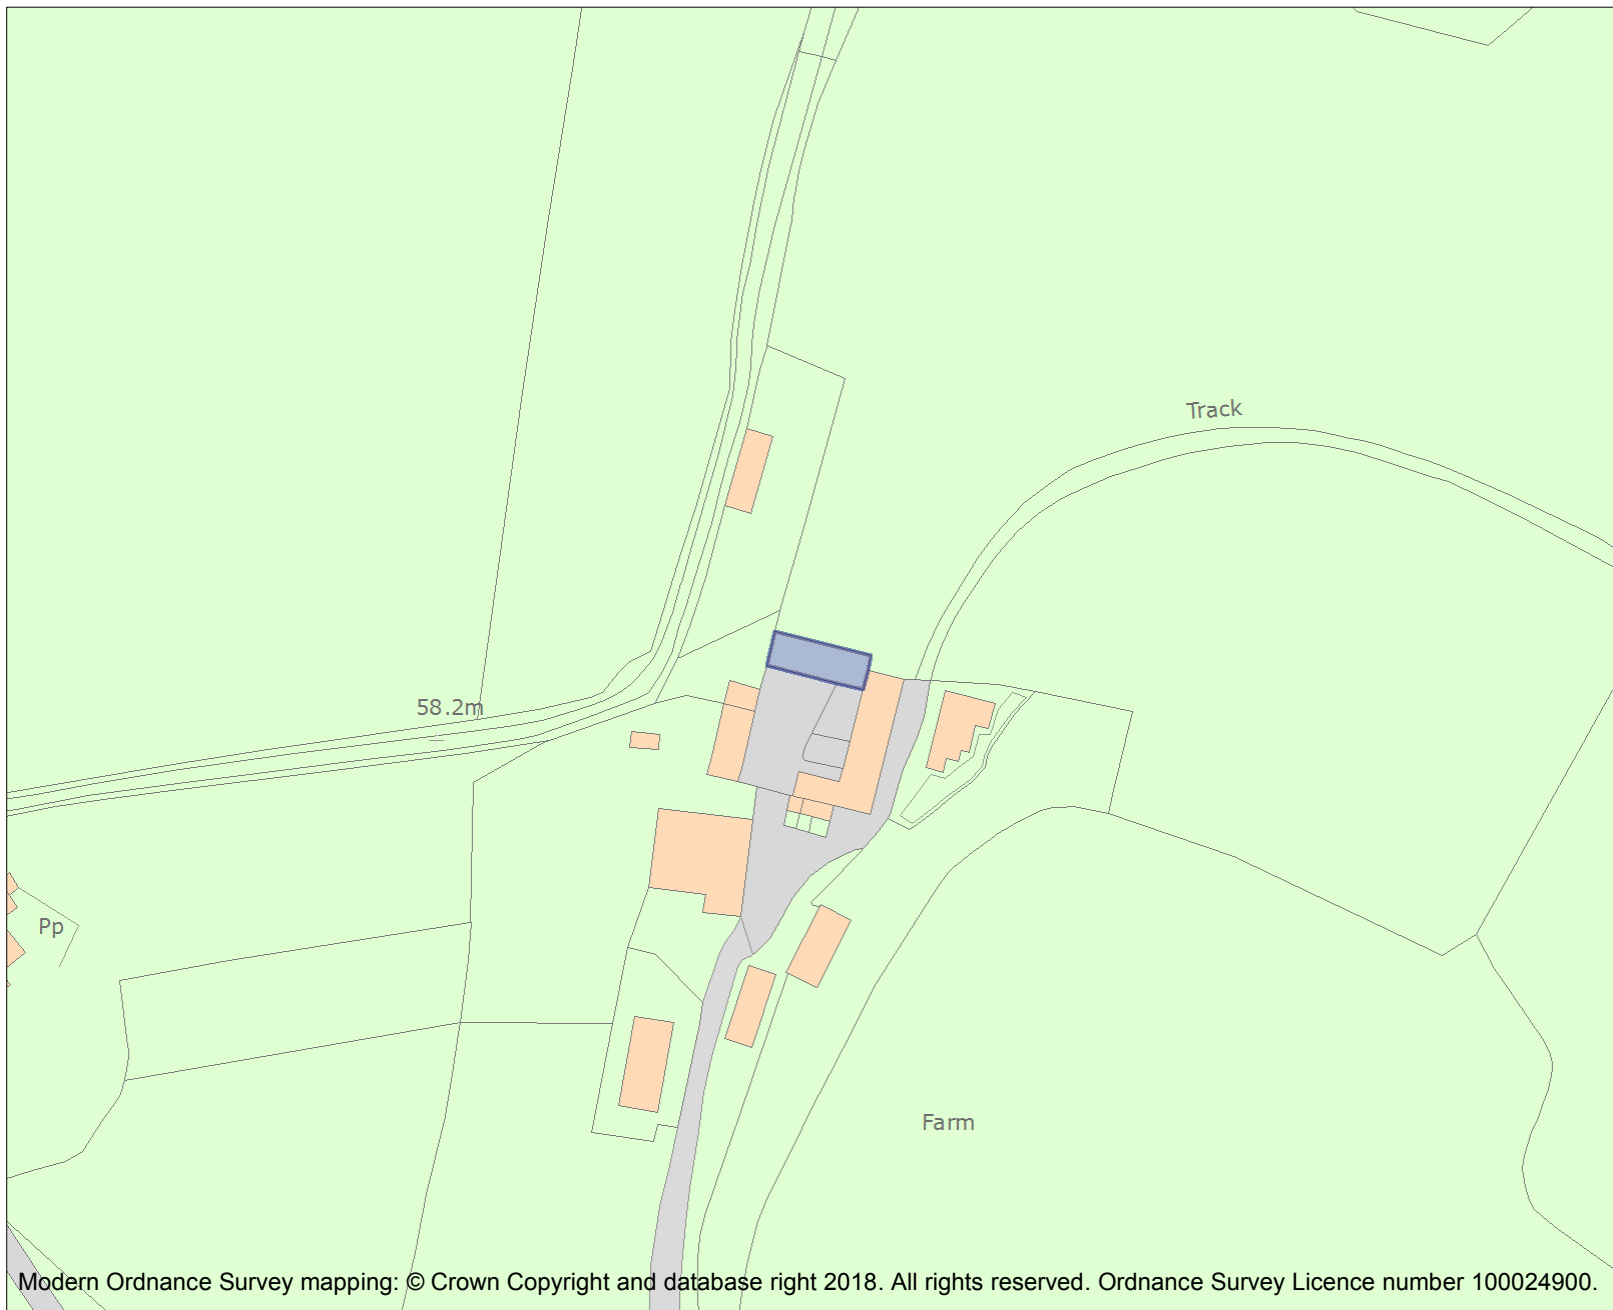 Track
58.2m
Pp
Farm
Modern Ordnance Survey mapping: © Crown Copyright and database right 2018. All rights reserved. Ordnance Survey Licence number 100024900.